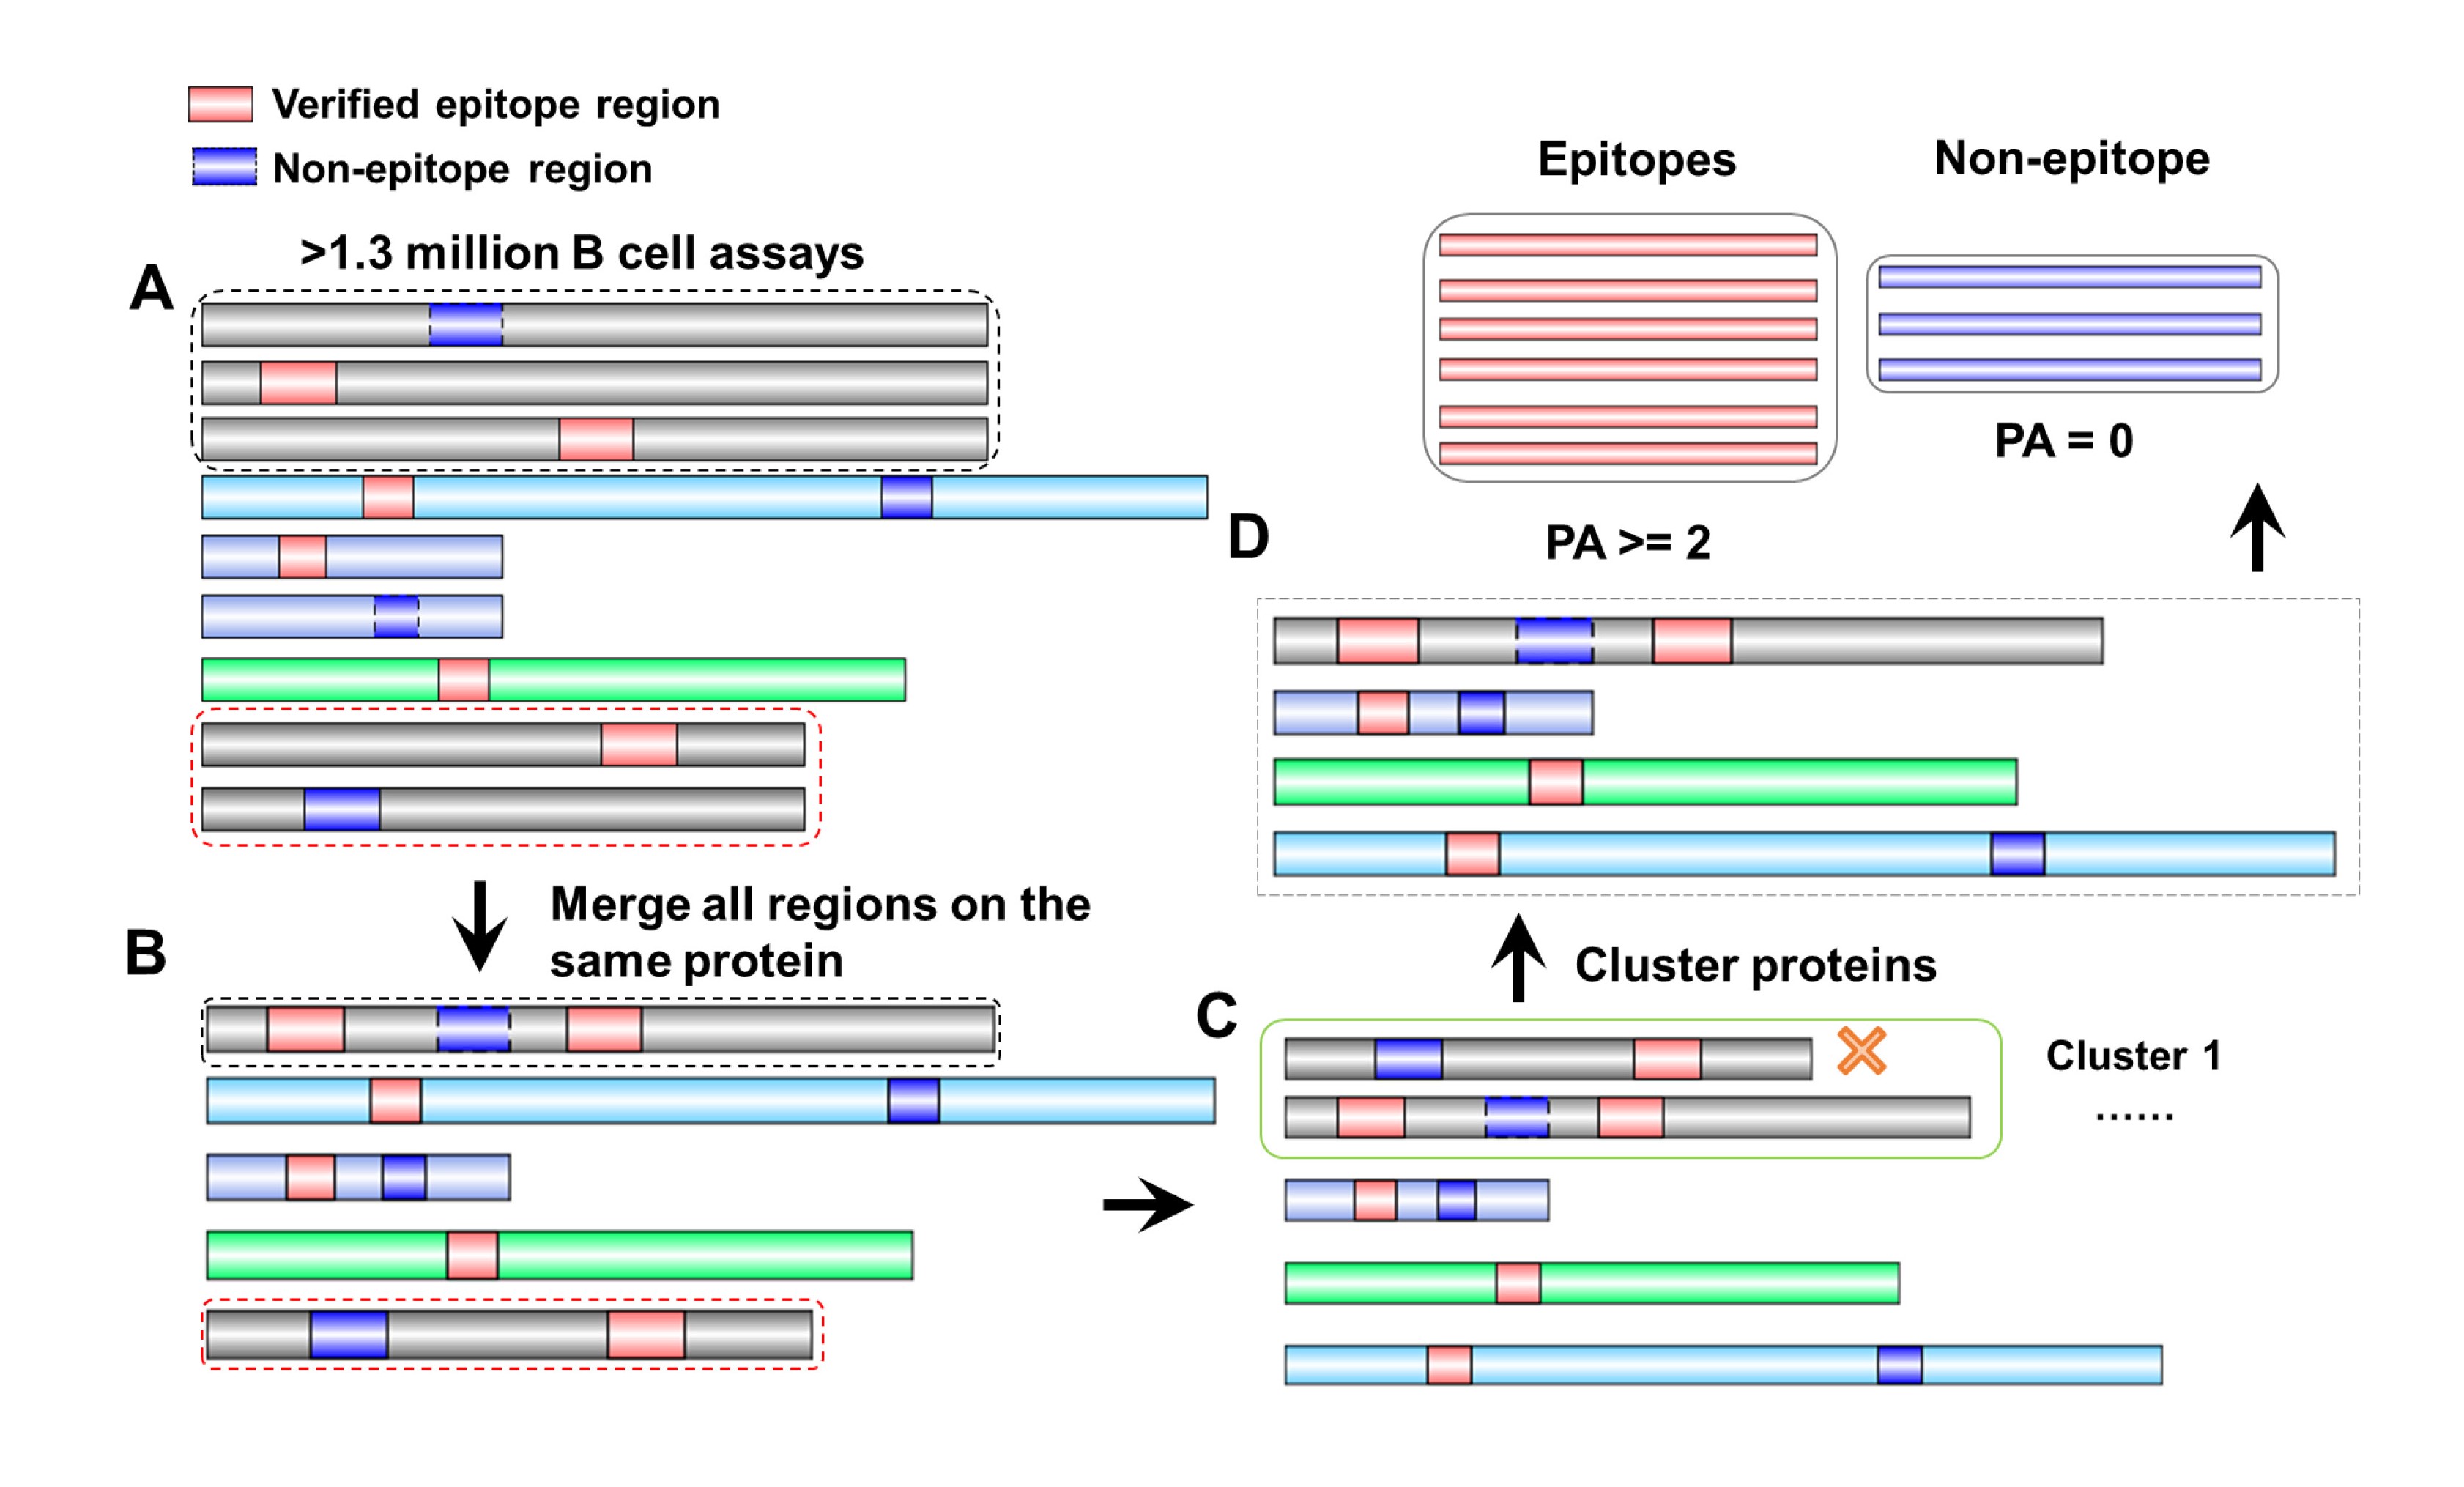 Verified epitope region
Non-epitope region
>1.3 million B cell assays
A
Merge all regions on the
same protein
B
C
Cluster proteins
Cluster 1
......
D
Epitopes
Non-epitope
PA >= 2
PA = 0